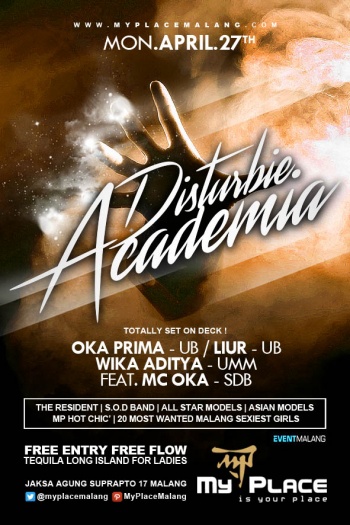 WWW.MYPLACEMALANG.COM
MON.APRIL.27TH
Disturbie.
Academia
TOTALLY SET ON DECK !
OKA PRIMA - UB / LIUR - UB
WIKA ADITYA - UMM
FEAT. MC OKA - SDB
THE RESIDENT | S.O.D BAND | ALL STAR MODELS | ASIAN MODELS
MP HOT CHIC' | 20 MOST WANTED MALANG SEXIEST GIRLS
EVENTMALANG
FREE ENTRY FREE FLOW
TEQUILA LONG ISLAND FOR LADIES
JAKSA AGUNG SUPRAPTO 17 MALANG
@myplacemalang MyPlaceMalang
mp
My PLACE
is your place